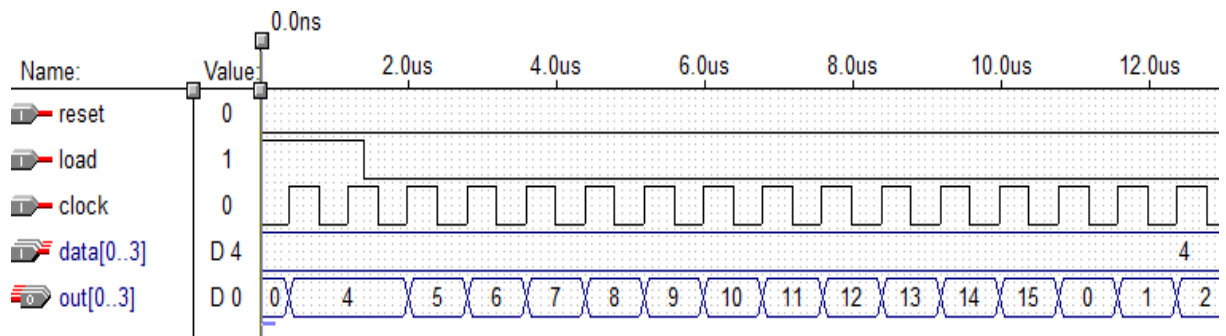 0.0ns
Name: Value: 2.0us 4.0us 6.0us 8.0us 10.0us 12.0us
reset 0
load 1
clock 0
data[0..3] D 4 4
out[0..3] D 0 0 4 5 6 7 8 9 10 11 12 13 14 15 0 1 2